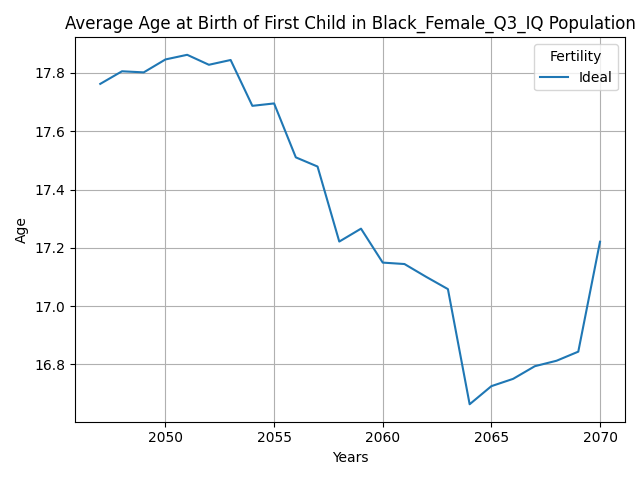 Average Age at Birth of First Child in Black_Female_Q3_IQ Population
Fertility
Ideal
17.8
17.6
17.4
17.2
17.0
16.8
Age
2050 2055 2060 2065 2070
Years